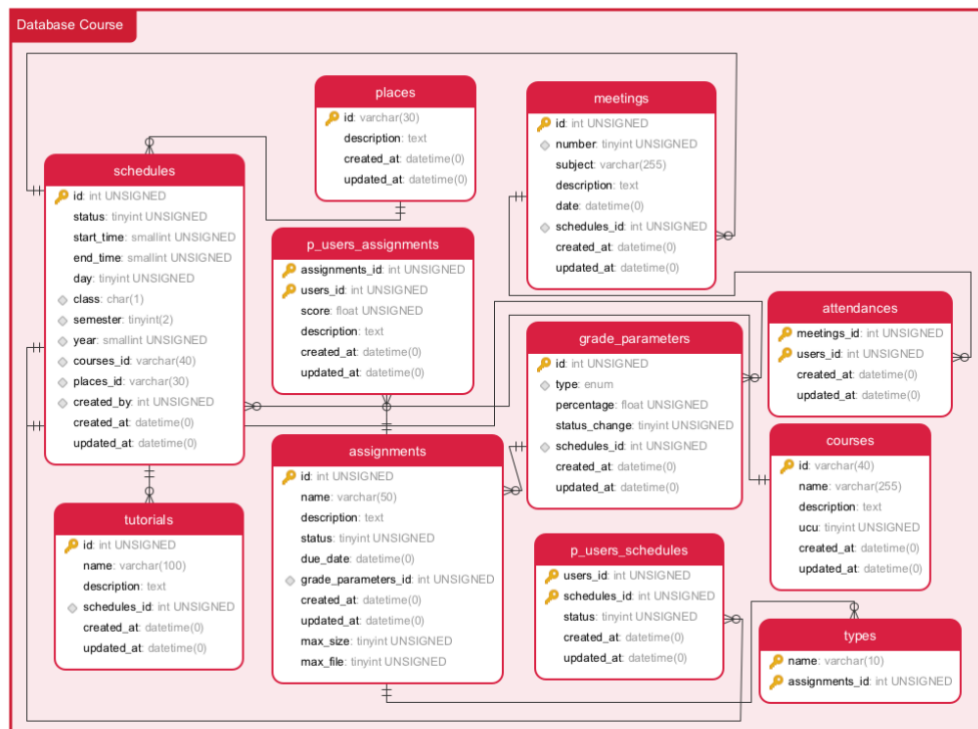 Database Course
places
id: varchar(30)
description: text
created_at: datetime(0)
updated_at: datetime(0)
meetings
id: int UNSIGNED
number: tinyint UNSIGNED
subject: varchar(255)
description: text
date: datetime(0)
schedules_id: int UNSIGNED
created_at: datetime(0)
updated_at: datetime(0)
schedules
id: int UNSIGNED
status: tinyint UNSIGNED
start_time: smallint UNSIGNED
end_time: smallint UNSIGNED
day: tinyint UNSIGNED
class: char(1)
semester: tinyint(2)
year: smallint UNSIGNED
courses_id: varchar(40)
places_id: varchar(30)
created_by: int UNSIGNED
created_at: datetime(0)
updated_at: datetime(0)
p_users_assignments
assignments_id: int UNSIGNED
users_id: int UNSIGNED
score: float UNSIGNED
description: text
created_at: datetime(0)
updated_at: datetime(0)
attendances
meetings_id: int UNSIGNED
users_id: int UNSIGNED
created_at: datetime(0)
updated_at: datetime(0)
grade_parameters
id: int UNSIGNED
type: enum
percentage: float UNSIGNED
status_change: tinyint UNSIGNED
schedules_id: int UNSIGNED
created_at: datetime(0)
updated_at: datetime(0)
courses
id: varchar(40)
name: varchar(255)
description: text
ucu: tinyint UNSIGNED
created_at: datetime(0)
updated_at: datetime(0)
assignments
id: int UNSIGNED
name: varchar(50)
description: text
status: tinyint UNSIGNED
due_date: datetime(0)
grade_parameters_id: int UNSIGNED
created_at: datetime(0)
updated_at: datetime(0)
max_size: tinyint UNSIGNED
max_file: tinyint UNSIGNED
tutorials
id: int UNSIGNED
name: varchar(100)
description: text
schedules_id: int UNSIGNED
created_at: datetime(0)
updated_at: datetime(0)
p_users_schedules
users_id: int UNSIGNED
schedules_id: int UNSIGNED
status: tinyint UNSIGNED
created_at: datetime(0)
updated_at: datetime(0)
types
name: varchar(10)
assignments_id: int UNSIGNED